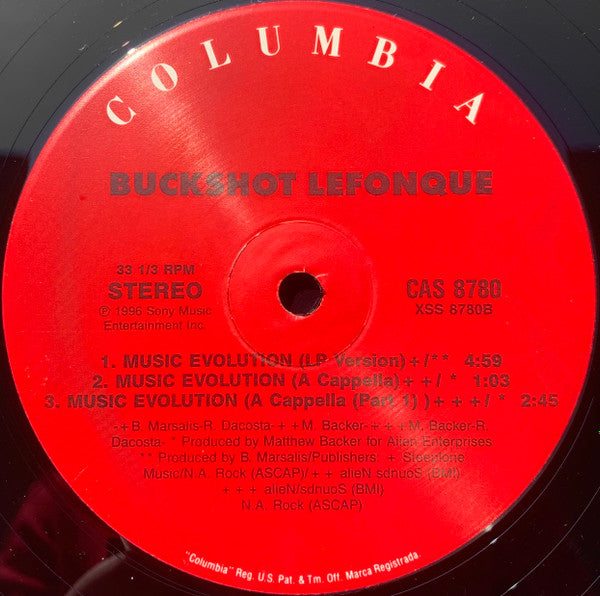 COLUMBIA
BUCKSHOT LEFONQUE
33 1/3 RPM
STEREO
℗ 1996 Sony Music
Entertainment Inc.
CAS 8780
XSS 8780B
1. MUSIC EVOLUTION (LP Version) + /* * 4:59
2. MUSIC EVOLUTION (A Cappella) + + / * 1:03
3. MUSIC EVOLUTION (A Cappella (Part 1) ) + + + / * 2:45
-+ B. Marsalis-R. Dacosta- + + M. Backer- + + + M. Backer-R.
Dacosta- * Produced by Matthew Backer for Alien Enterprises
* * Produced by B. Marsalis/Publishers: + Sleeplone
Music/N.A. Rock (ASCAP)/+ + alieN sdnuoS (BMI)
+ + + alieN/sdnuoS (BMI)
N.A. Rock (ASCAP)
"Columbia" Reg. U.S. Pat. & Tm. Off. Marca Registrada.